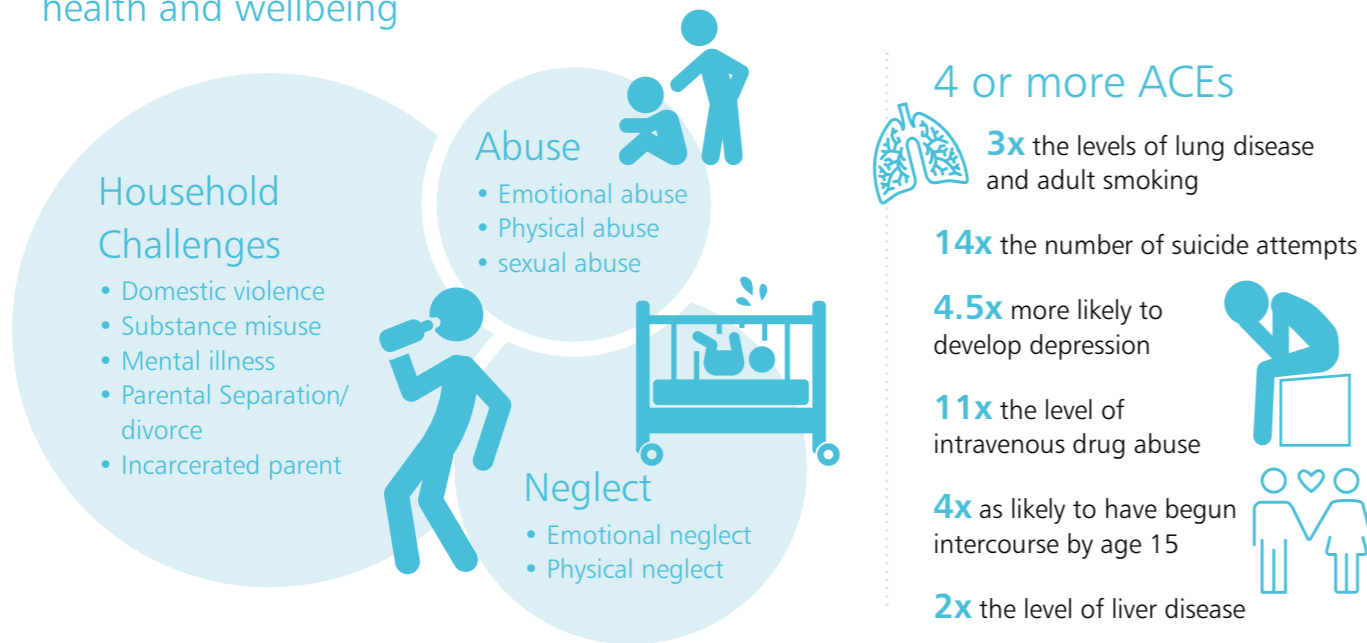 health and wellbeing
Household
Challenges
• Domestic violence
• Substance misuse
• Mental illness
• Parental Separation/
divorce
• Incarcerated parent
Abuse
• Emotional abuse
• Physical abuse
• sexual abuse
Neglect
• Emotional neglect
• Physical neglect
4 or more ACEs
3x the levels of lung disease
and adult smoking
14x the number of suicide attempts
4.5x more likely to
develop depression
11x the level of
intravenous drug abuse
4x as likely to have begun
intercourse by age 15
2x the level of liver disease